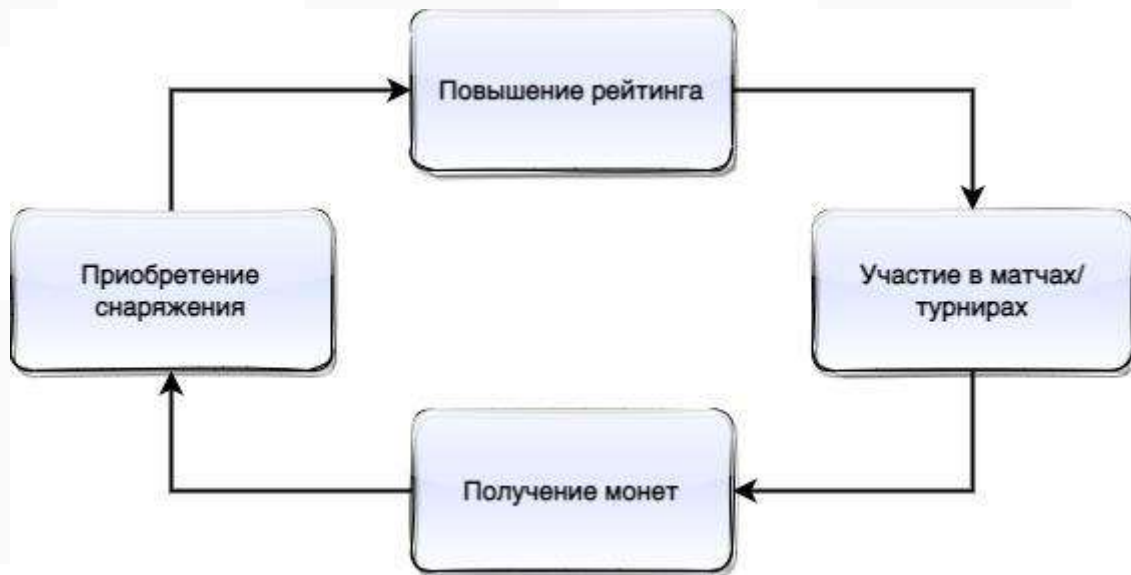 Повышение рейтинга
Приобретение
снаряжения
Участие в матчах/
турнирах
Получение монет